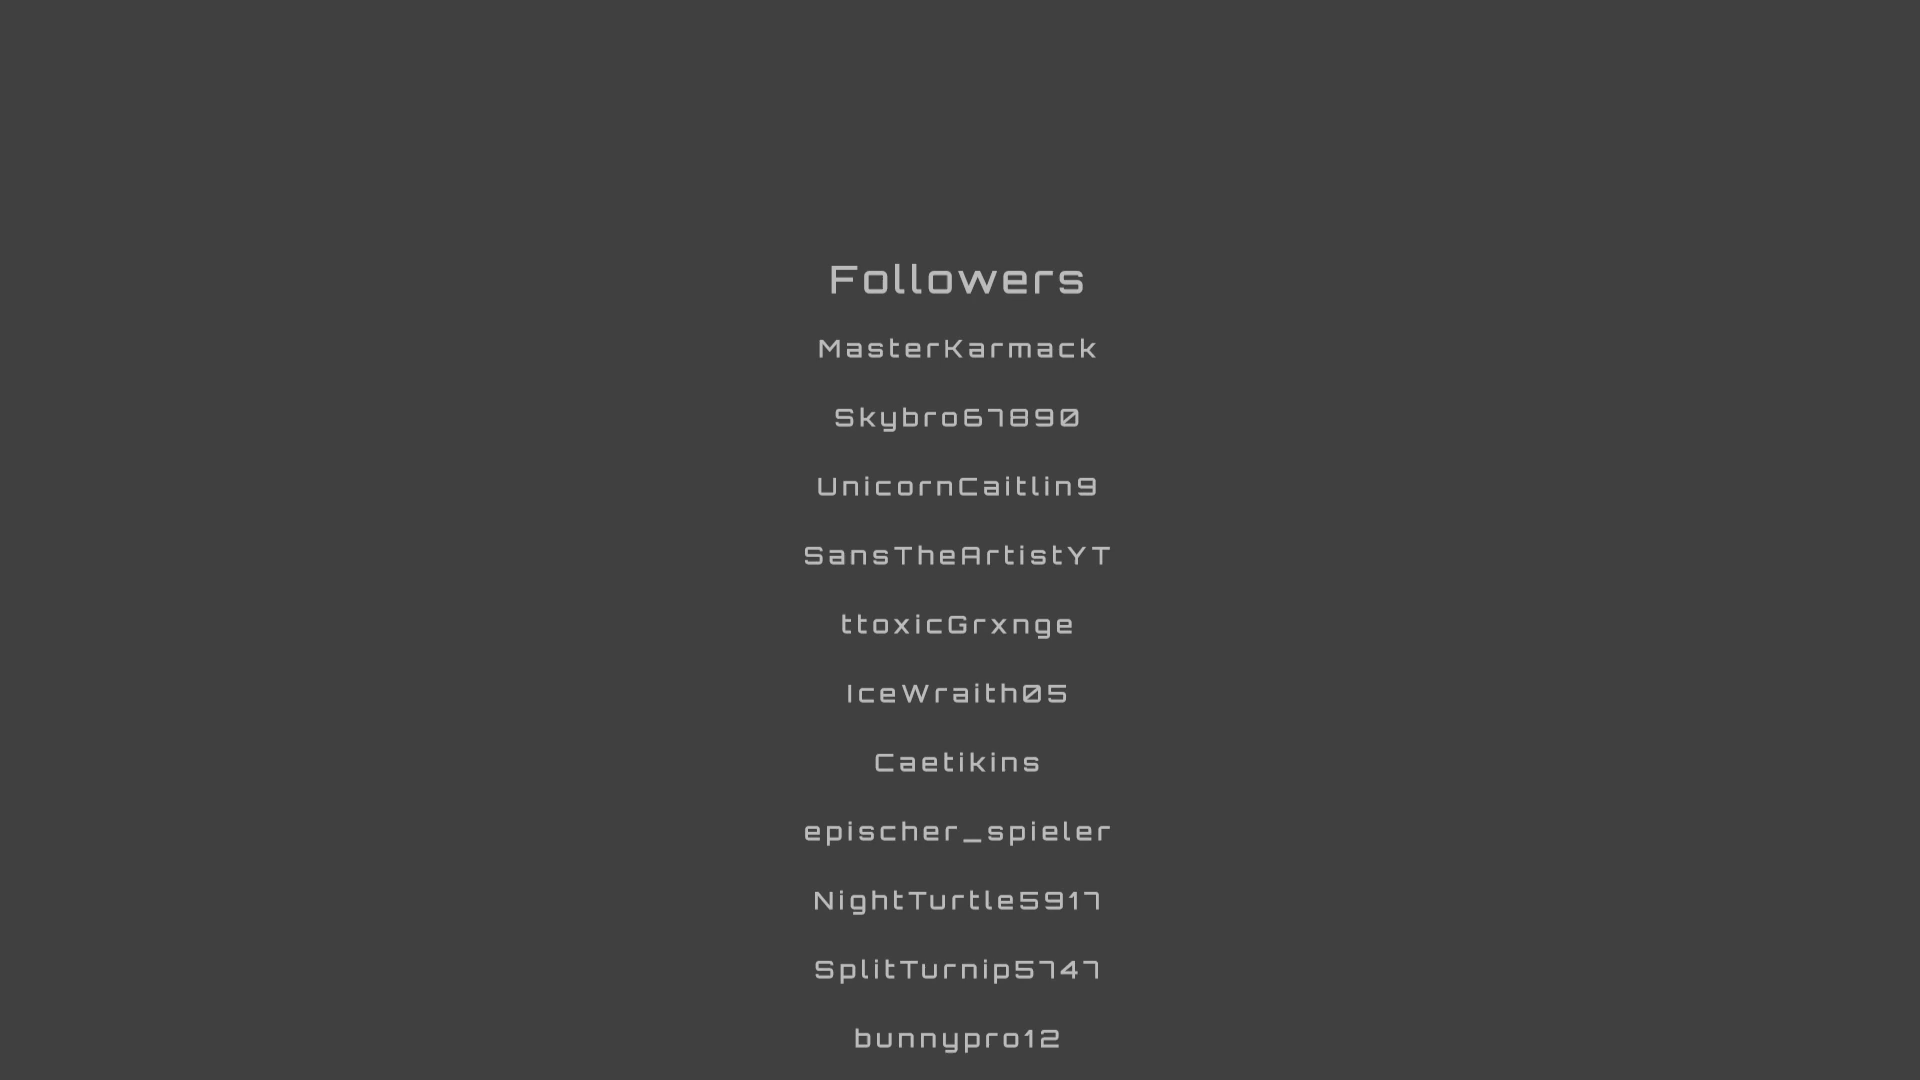 Followers
MasterKarmack
Skybro67890
UnicornCaitlin9
SansTheArtistYT
ttoxicGrxnge
IceWraith05
Caetikins
epischer_spieler
NightTurtle5917
SplitTurnip5747
bunnypro12